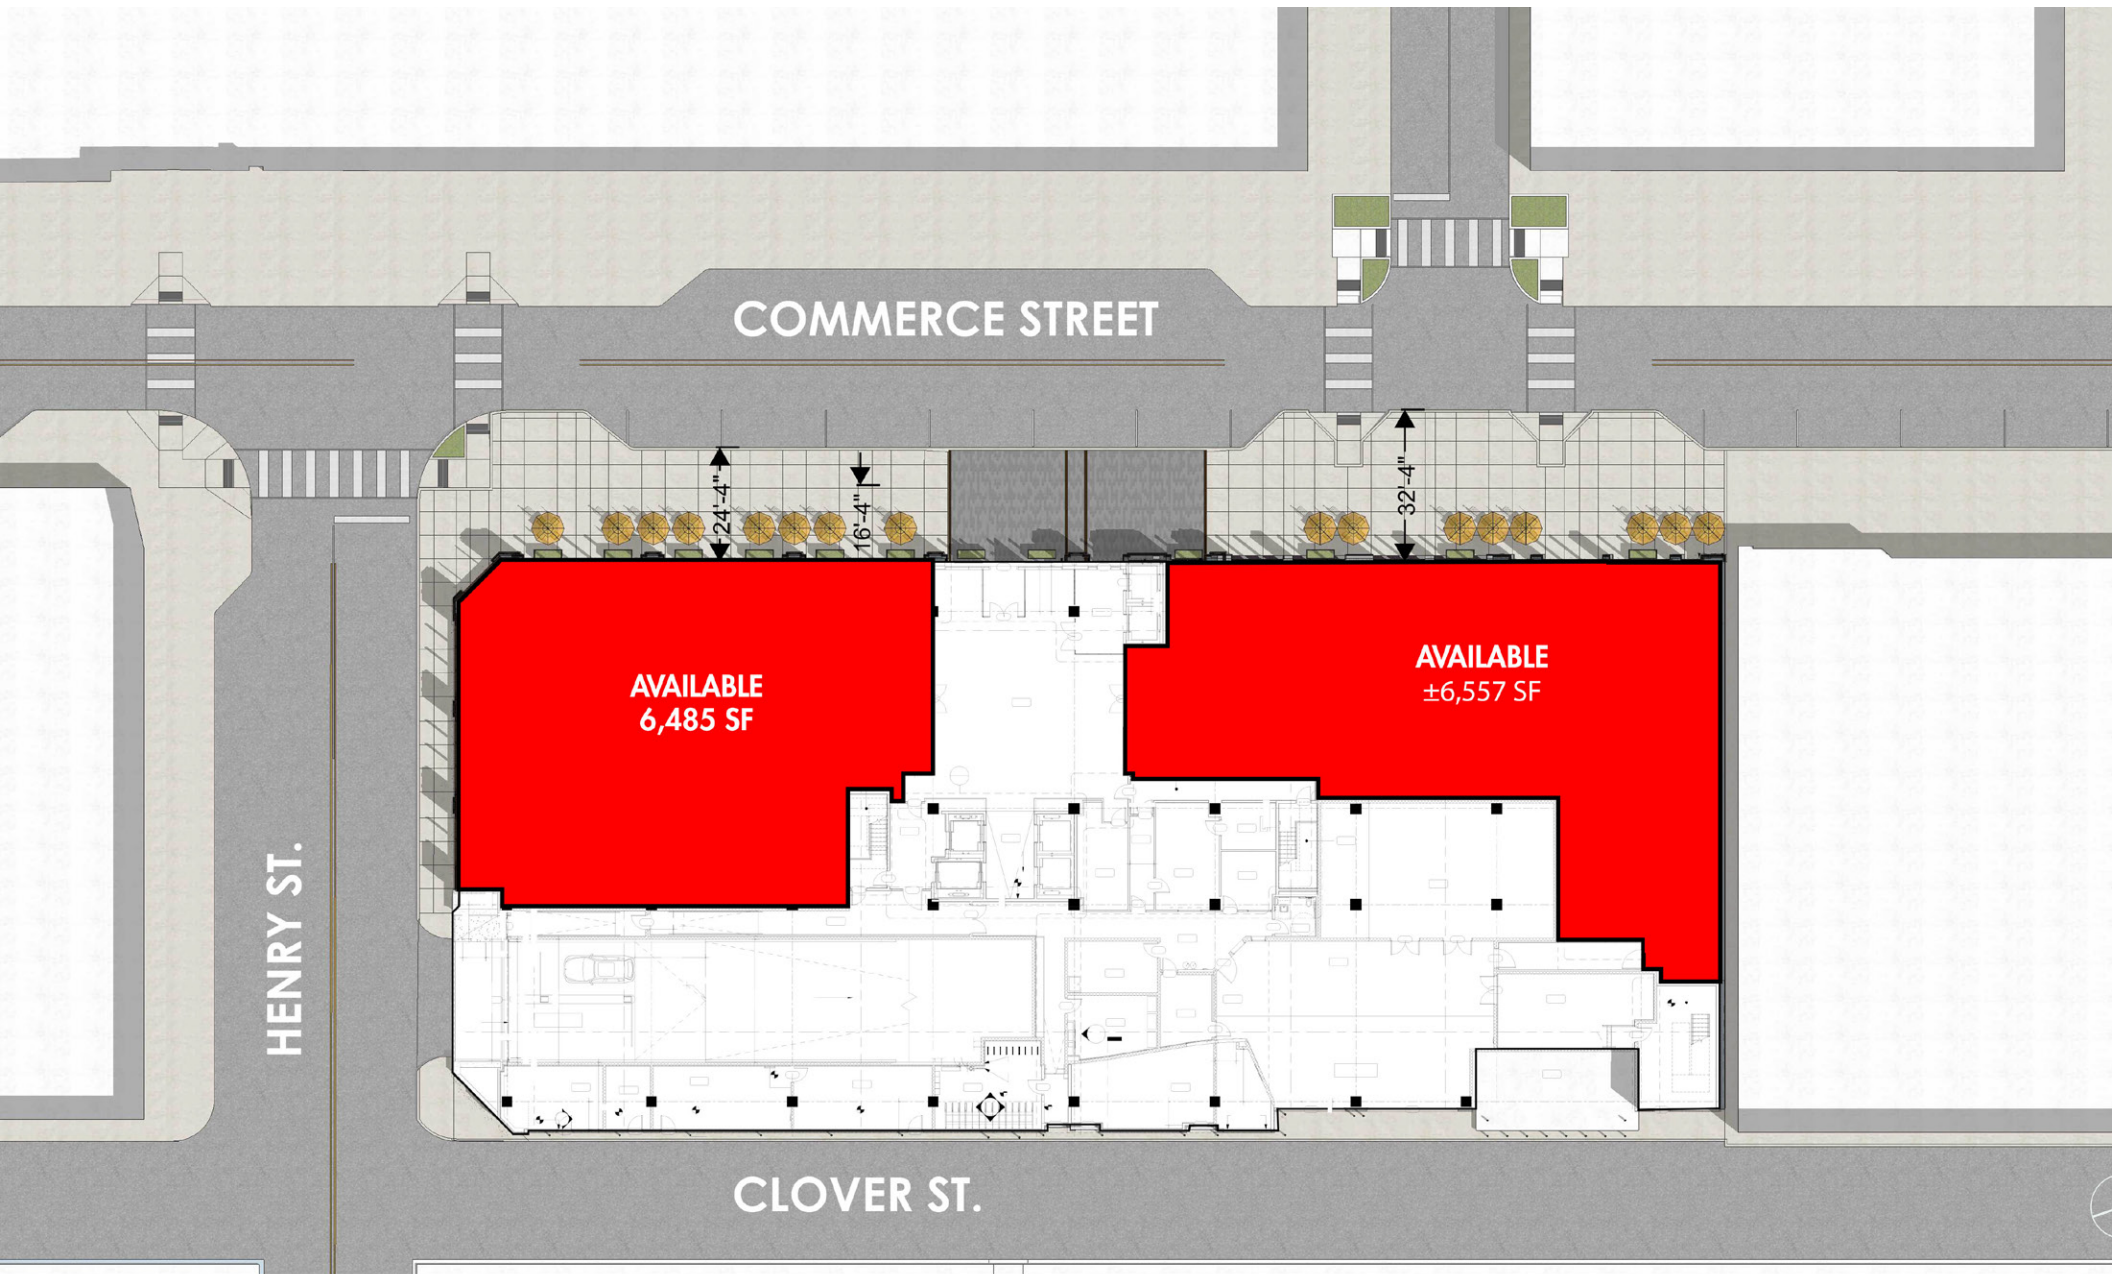 COMMERCE STREET
24'-4"
16'-4"
32'-4"
AVAILABLE
6,485 SF
AVAILABLE
±6,557 SF
HENRY ST.
CLOVER ST.